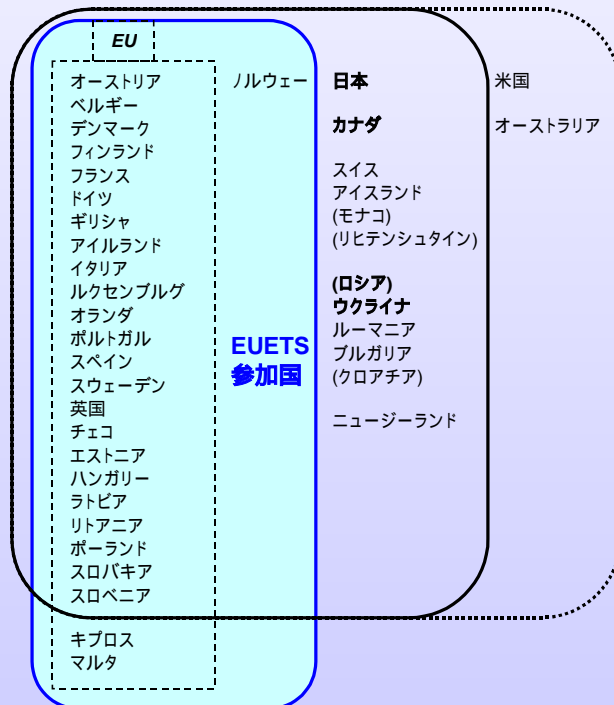 EU
オーストリア
ベルギー
デンマーク
フィンランド
フランス
ドイツ
ギリシャ
アイルランド
イタリア
ルクセンブルグ
オランダ
ポルトガル
スペイン
スウェーデン
英国
チェコ
エストニア
ハンガリー
ラトビア
リトアニア
ポーランド
スロバキア
スロベニア
キプロス
マルタ
ノルウェー
EUETS
参加国
日本
カナダ
スイス
アイスランド
(モナコ)
(リヒテンシュタイン)
(ロシア)
ウクライナ
ルーマニア
ブルガリア
(クロアチア)
ニュージーランド
米国
オーストラリア